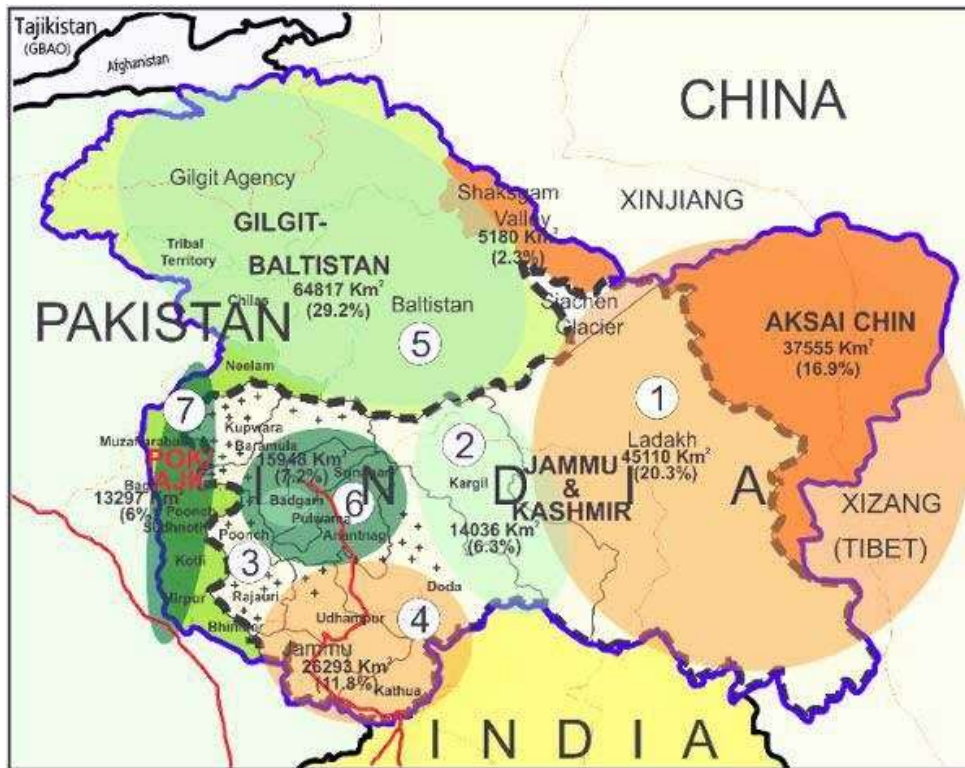 Tajikistan
(GBAO)
Afghanistan
CHINA
XINJIANG
Gilgit Agency
GILGIT-
BALTISTAN
64817 Km²
(29.2%)
Tribal
Territory
Chilas
Baltistan
5
Shaksgam
Valley
5180 Km²
(2.3%)
Siachen
Glacier
AKSAI CHIN
37555 Km²
(16.9%)
PAKISTAN
Neelam
7
1
Ladakh
45110 Km²
(20.3%)
Kupwara
Baramula
15948 Km²
(7.2%)
Badgam
Pulwama
Anantnag
6
2
Kargil
JAMMU
&
KASHMIR
14036 Km²
(6.3%)
INDIA
POK
AJK
13297 Km²
(6%)
Poonch
Sudhnoti
Kotli
Mirpur
Bhimber
Poonch
3
Rajauri
Doda
Udhampur
4
Jammu
26293 Km²
(11.8%)
Kathua
XIZANG
(TIBET)
INDIA